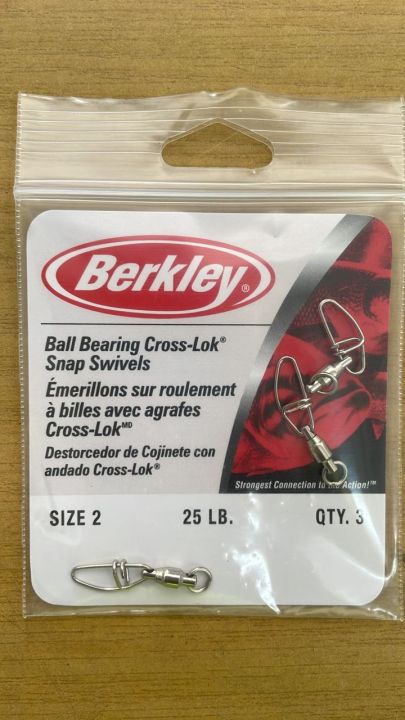 Berkley®
Ball Bearing Cross-Lok®
Snap Swivels
Émerillons sur roulement
à billes avec agrafes
Cross-Lokᴹᴰ
Destorcedor de Cojinete con
andado Cross-Lok®
Strongest Connection to the Action!™
SIZE 2 25 LB. QTY. 3